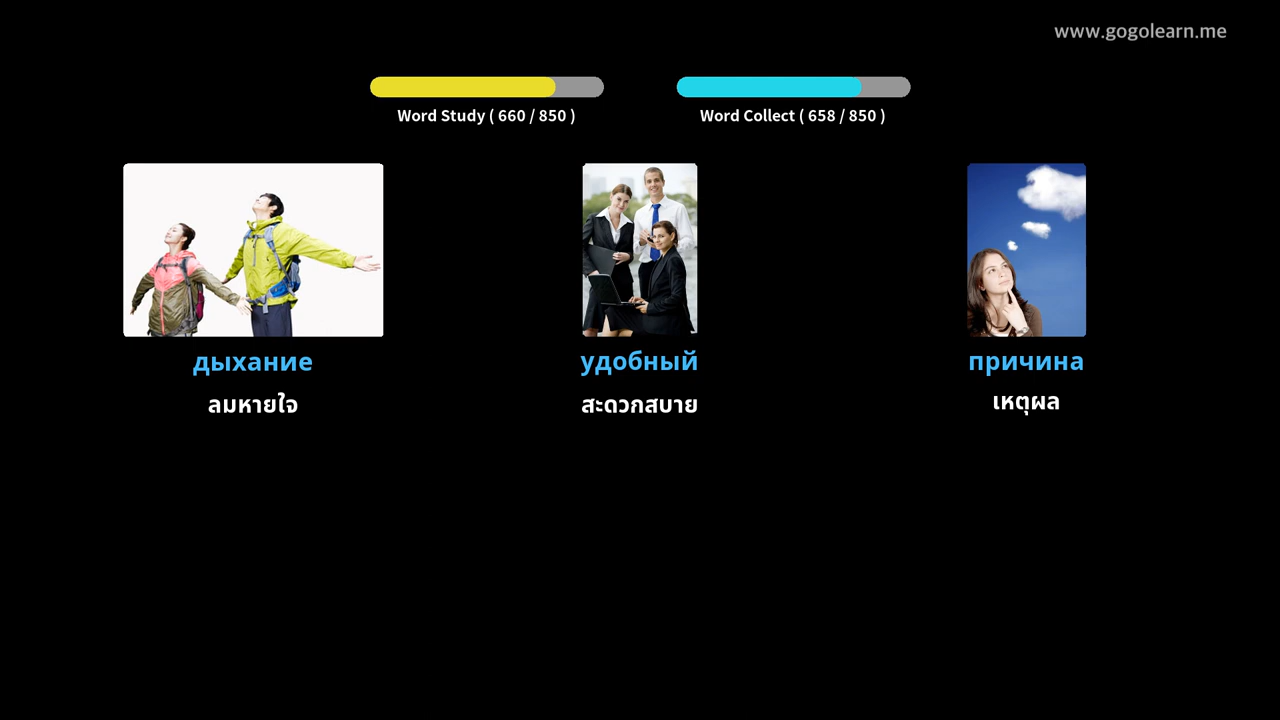 www.gogolearn.me
Word Study ( 660 / 850 )
Word Collect ( 658 / 850 )
дыхание
ลมหายใจ
удобный
สะดวกสบาย
причина
เหตุผล